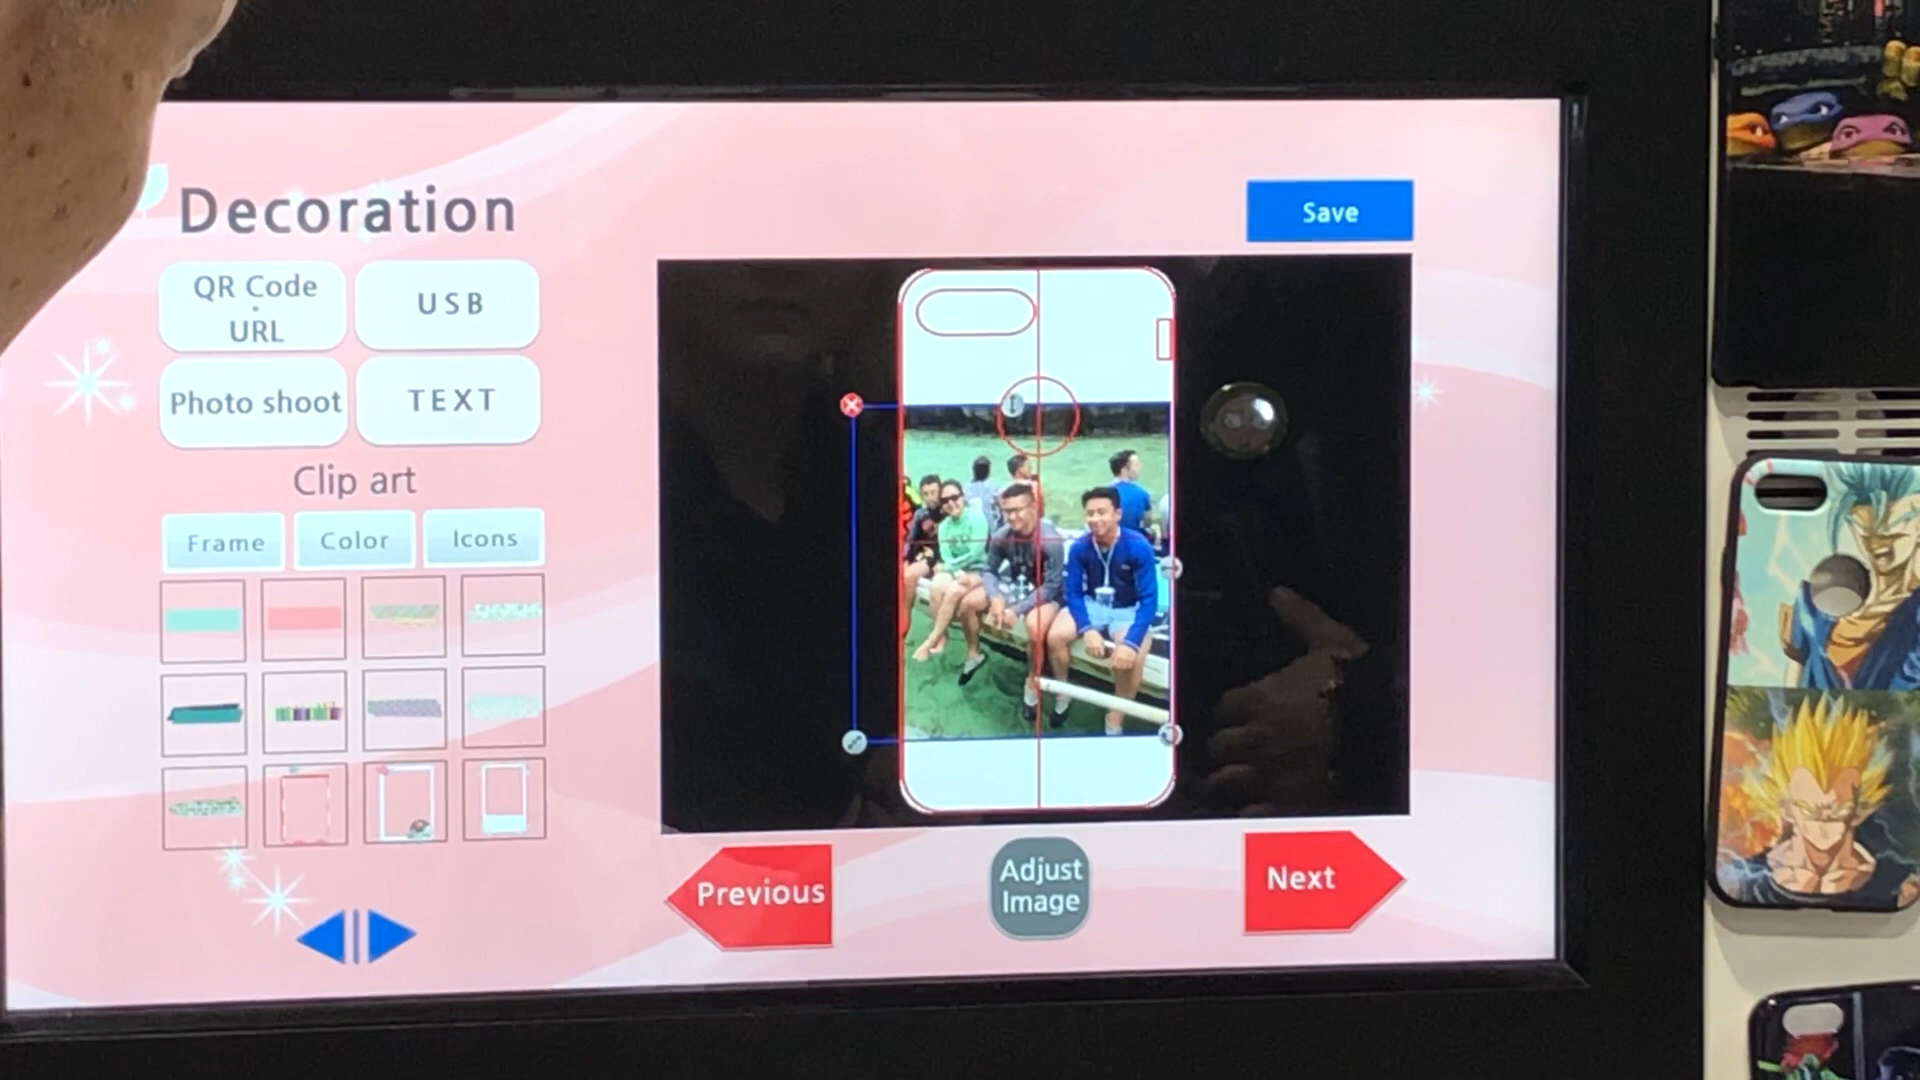 Decoration
Save
QR Code
·
URL
USB
Photo shoot
TEXT
Clip art
Frame
Color
Icons
Previous
Adjust
Image
Next